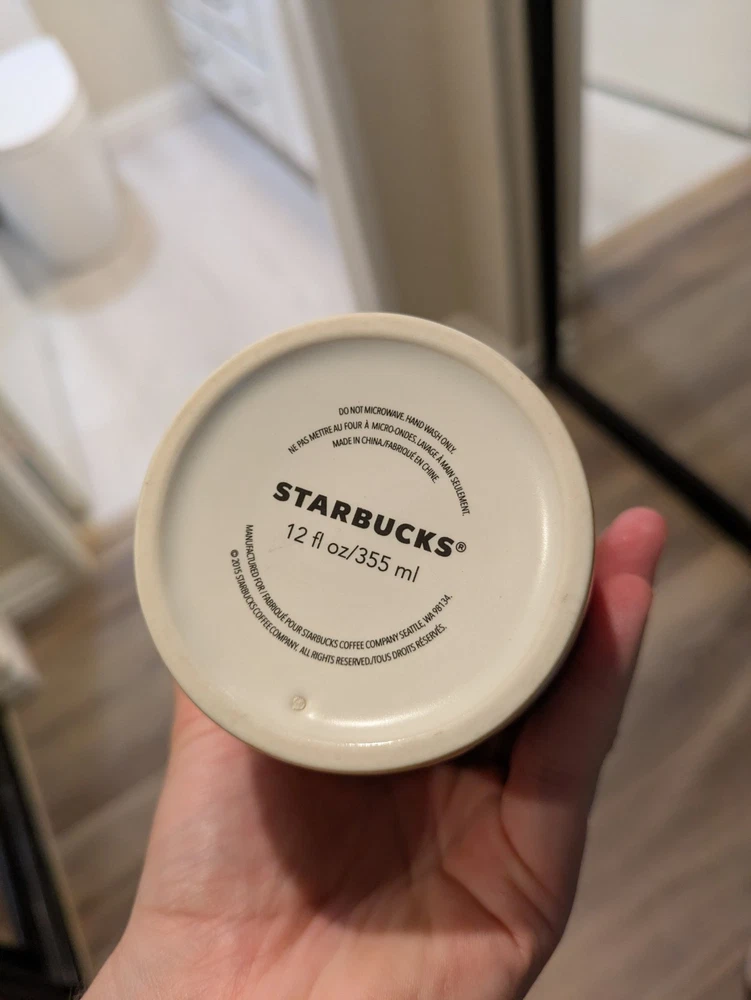 DO NOT MICROWAVE. HAND WASH ONLY.
NE PAS METTRE AU FOUR À MICRO-ONDES. LAVAGE À MAIN SEULEMENT.
MADE IN CHINA./FABRIQUÉ EN CHINE.
STARBUCKS®
12 fl oz/355 ml
MANUFACTURED FOR / FABRIQUÉ POUR STARBUCKS COFFEE COMPANY SEATTLE, WA 98134.
© 2015 STARBUCKS COFFEE COMPANY. ALL RIGHTS RESERVED./TOUS DROITS RÉSERVÉS.